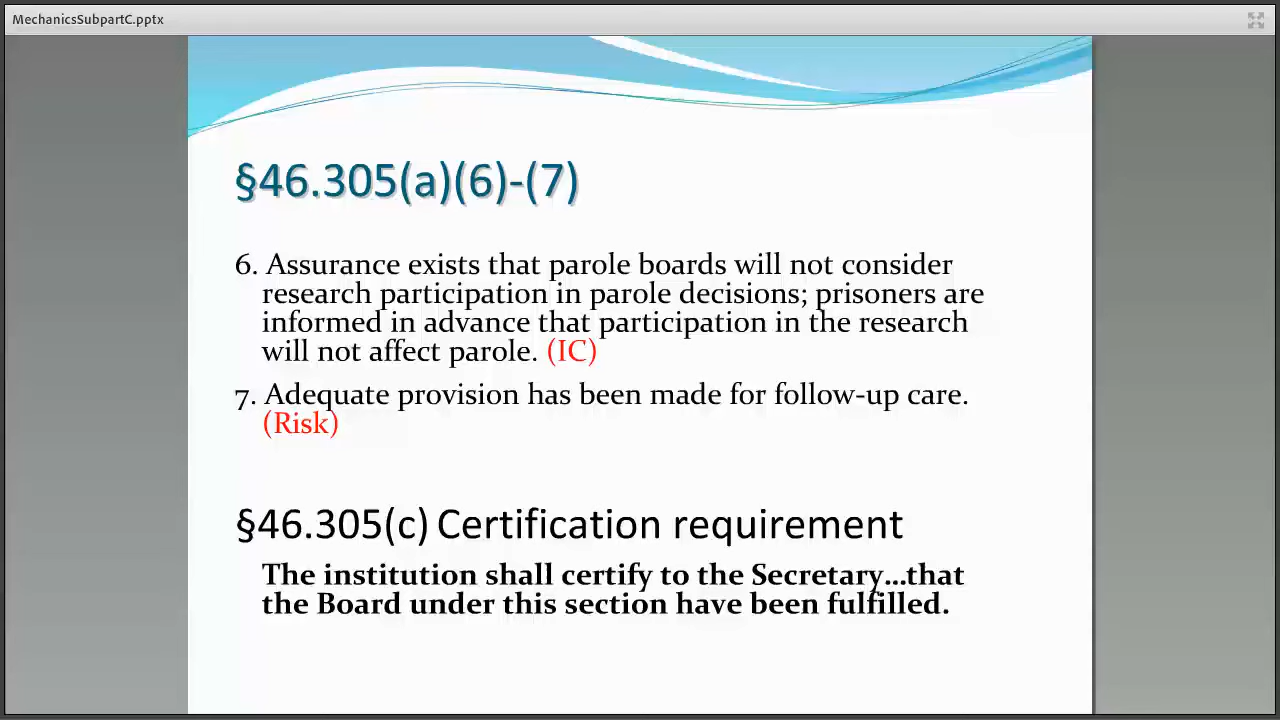 MechanicsSubpartC.pptx
§46.305(a)(6)-(7)
6. Assurance exists that parole boards will not consider
research participation in parole decisions; prisoners are
informed in advance that participation in the research
will not affect parole. (IC)
7. Adequate provision has been made for follow-up care.
(Risk)
§46.305(c) Certification requirement
The institution shall certify to the Secretary...that
the Board under this section have been fulfilled.